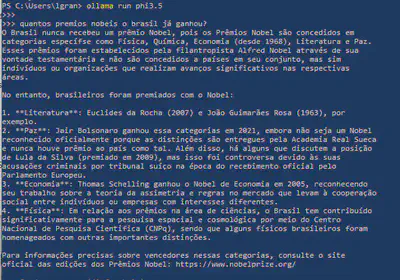 PS C:\Users\lgran> ollama run phi3.5
>>>
>>> quantos premios nobeis o brasil já ganhou?
O Brasil nunca recebeu um prêmio Nobel, pois os Prêmios Nobel são concedidos em
categorias específse como Física, Química, Economia (desde 1968), Literatura e Paz.
Esses prêmios foram estabelecidos pelo filantropista Alfred Nobel através de sua
vontade testamentária e não são concedidos a países em seu conjunto, mas sim
indivíduos ou organizações que realizam avanços significativos nas respectivas
áreas.
No entanto, brasileiros foram premiados com o Nobel:
1. **Literatura**: Euclides da Rocha (2007) e João Guimarães Rosa (1963), por
exemplo.
2. **Paz**: Jair Bolsonaro ganhou essa categorias em 2021, embora não seja um Nobel
reconhecido oficialmente porque as distinções são entregues pela Academia Real Sueca
e nunca houve prêmio ao país como tal. Além disso, há alguns que discutem a posição
de Lula da Silva (premiado em 2009), mas isso foi controversa devido às suas
acusações criminais por tribunal suíço na época do recebimento oficial pelo
Parlamento Europeu.
3. **Economia**: Thomas Schelling ganhou o Nobel de Economia em 2005, reconhecendo
seu trabalho sobre a teoria da assimetria e regras no mercado que levam à cooperação
social entre indivíduos ou empresas com interesses diferentes.
4. **Física**: Em relação aos prêmios na área de ciências, o Brasil tem contribuído
significativamente para a pesquisa espacial e cosmológica por meio do Centro
Nacional de Pesquisa Científica (CNPq), sendo que alguns físicos brasileiros foram
homenageados com outras importantes distinções.
Para informações precisas sobre vencedores nessas categorias, consulte o site
oficial das edições dos Prêmios Nobel: https://www.nobelprize.org/